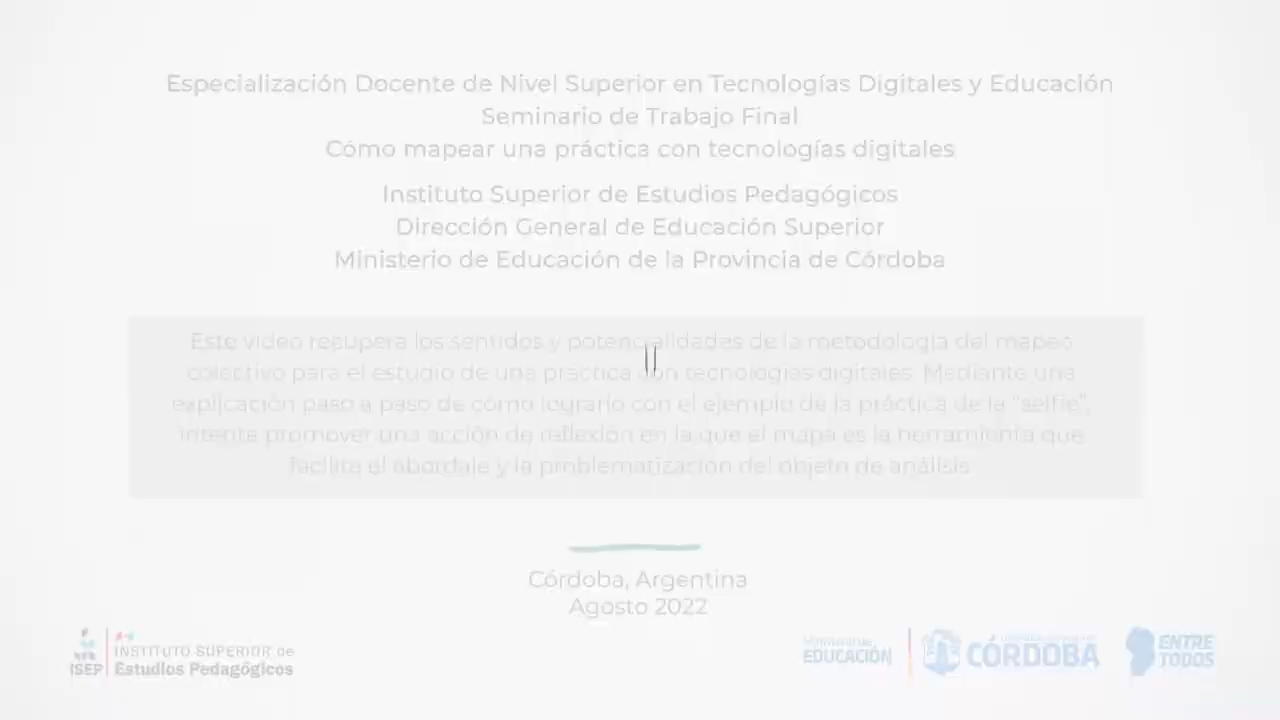 Especialización Docente de Nivel Superior en Tecnologías Digitales y Educación
Seminario de Trabajo Final
Cómo mapear una práctica con tecnologías digitales
Instituto Superior de Estudios Pedagógicos
Dirección General de Educación Superior
Ministerio de Educación de la Provincia de Córdoba
Este video recupera los sentidos y potencialidades de la metodología del mapeo
colectivo para el estudio de una práctica con tecnologías digitales. Mediante una
explicación paso a paso de cómo lograrlo con el ejemplo de la práctica de la "selfie",
intenta promover una acción de reflexión en la que el mapa es la herramienta que
facilita el abordaje y la problematización del objeto de análisis
Córdoba, Argentina
Agosto 2022
ISEP
INSTITUTO SUPERIOR de
Estudios Pedagógicos
Ministerio de
EDUCACIÓN
CÓRDOBA
ENTRE
TODOS